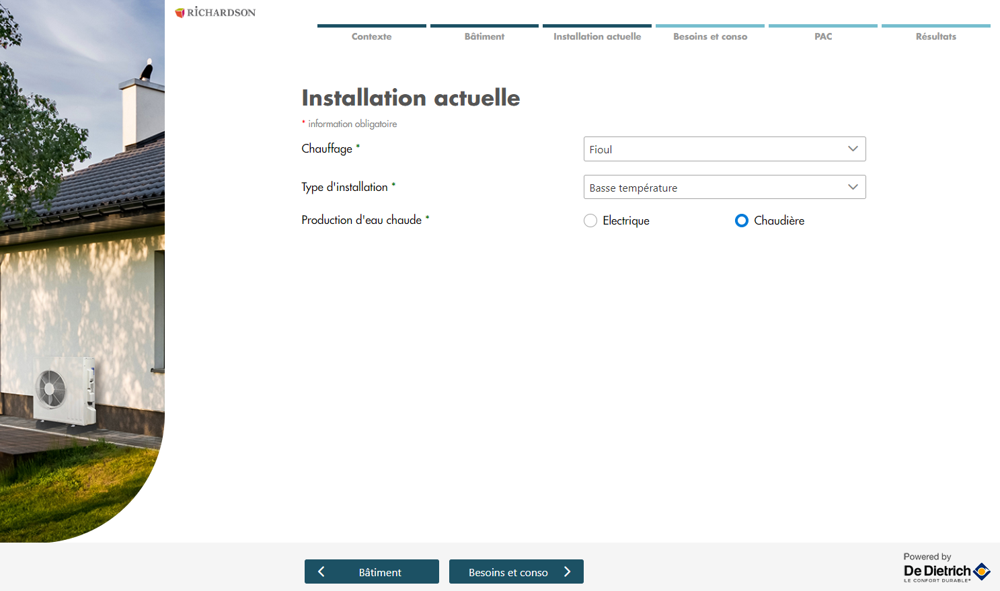 RICHARDSON
Contexte
Bâtiment
Installation actuelle
Besoins et conso
PAC
Résultats
Installation actuelle
* information obligatoire
Chauffage *
Fioul
Type d'installation *
Basse température
Production d'eau chaude *
Electrique
Chaudière
Bâtiment
Besoins et conso
Powered by
De Dietrich
LE CONFORT DURABLE®